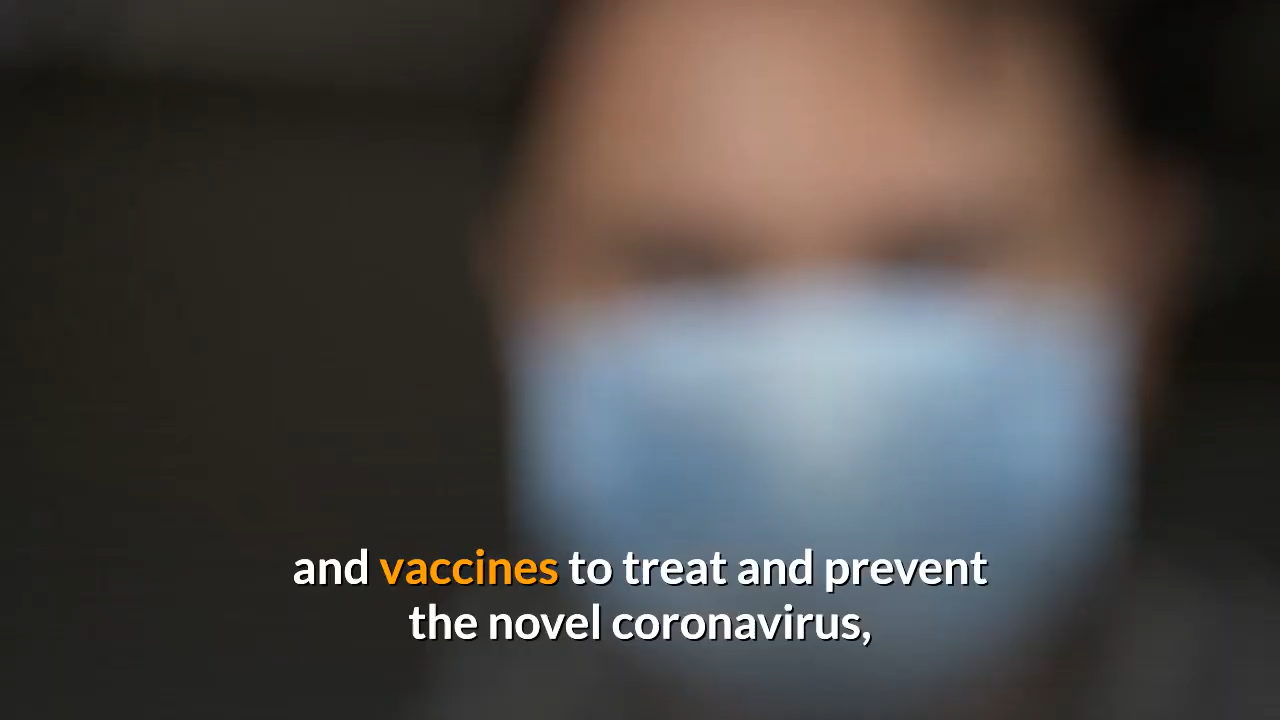 and vaccines to treat and prevent
the novel coronavirus,